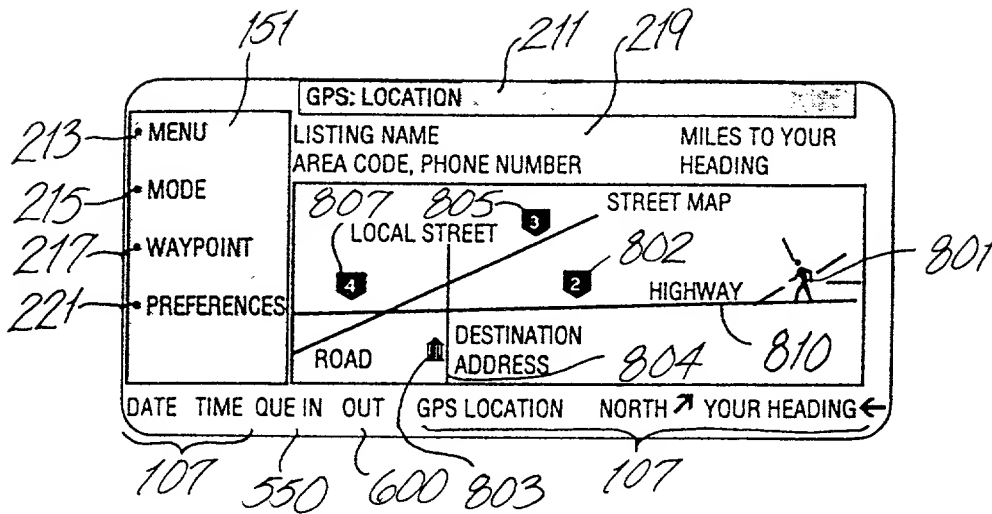 151
211
219
GPS: LOCATION
213
MENU
LISTING NAME
MILES TO YOUR
AREA CODE, PHONE NUMBER
HEADING
215
MODE
807
805
3
STREET MAP
LOCAL STREET
802
217
WAYPOINT
4
2
801
HIGHWAY
221
PREFERENCES
ROAD
DESTINATION
ADDRESS
804
810
DATE TIME QUE IN OUT GPS LOCATION NORTH ↗ YOUR HEADING ←
107
550
600
803
107